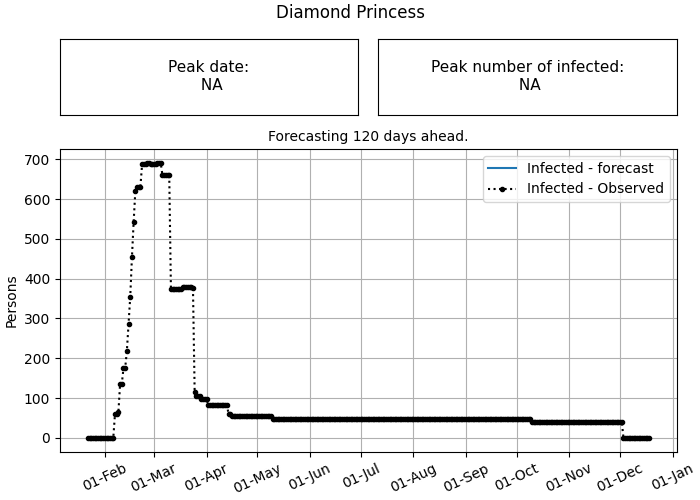 Diamond Princess
Peak date:
NA
Peak number of infected:
NA
Forecasting 120 days ahead.
700
600
500
400
300
200
100
0
Persons
Infected - forecast
Infected - Observed
01-Feb
01-Mar
01-Apr
01-May
01-Jun
01-Jul
01-Aug
01-Sep
01-Oct
01-Nov
01-Dec
01-Jan